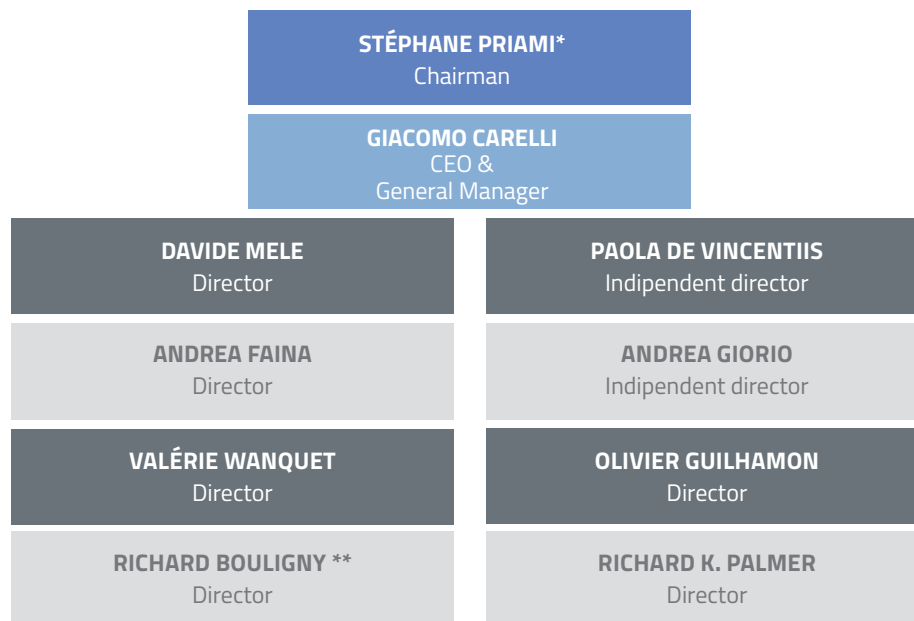 STÉPHANE PRIAMI*
Chairman
GIACOMO CARELLI
CEO &
General Manager
DAVIDE MELE
Director
PAOLA DE VINCENTIIS
Indipendent director
ANDREA FAINA
Director
ANDREA GIORIO
Indipendent director
VALÉRIE WANQUET
Director
OLIVIER GUILHAMON
Director
RICHARD BOULIGNY **
Director
RICHARD K. PALMER
Director